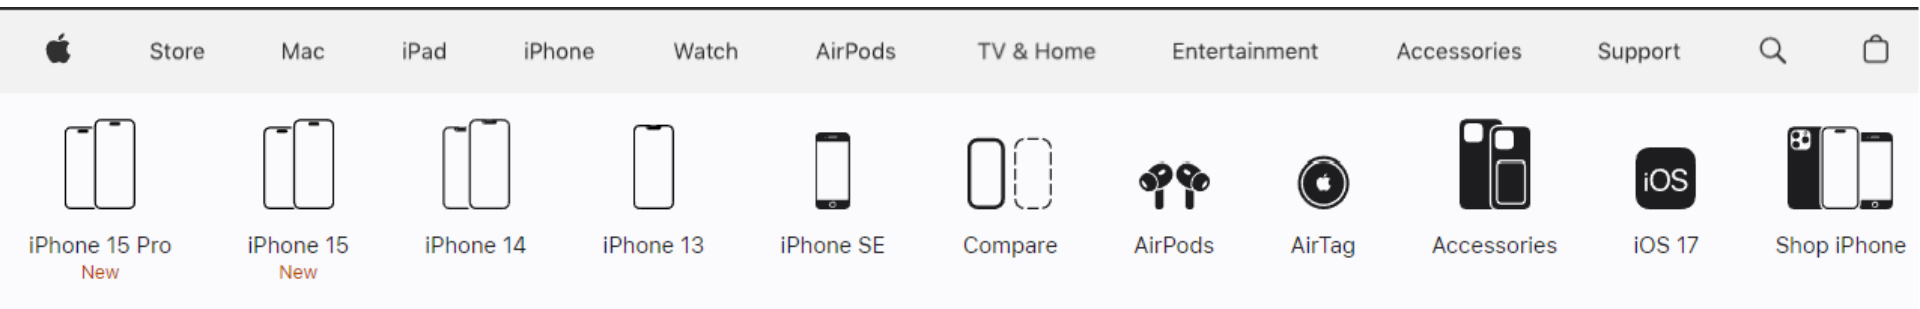 Store Mac iPad iPhone Watch AirPods TV & Home Entertainment Accessories Support
iOS
iPhone 15 Pro iPhone 15 iPhone 14 iPhone 13 iPhone SE Compare AirPods AirTag Accessories iOS 17 Shop iPhone
New New